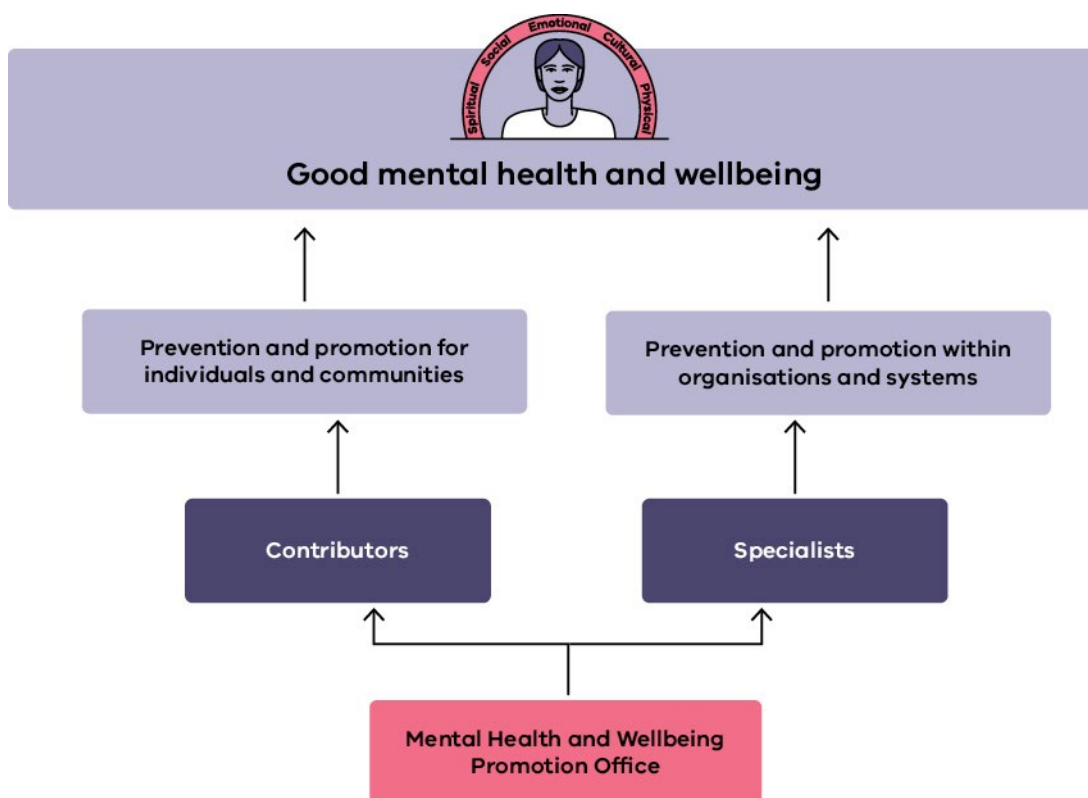 Spiritual Social Emotional Cultural Physical
Good mental health and wellbeing
Prevention and promotion for
individuals and communities
Prevention and promotion within
organisations and systems
Contributors
Specialists
Mental Health and Wellbeing
Promotion Office